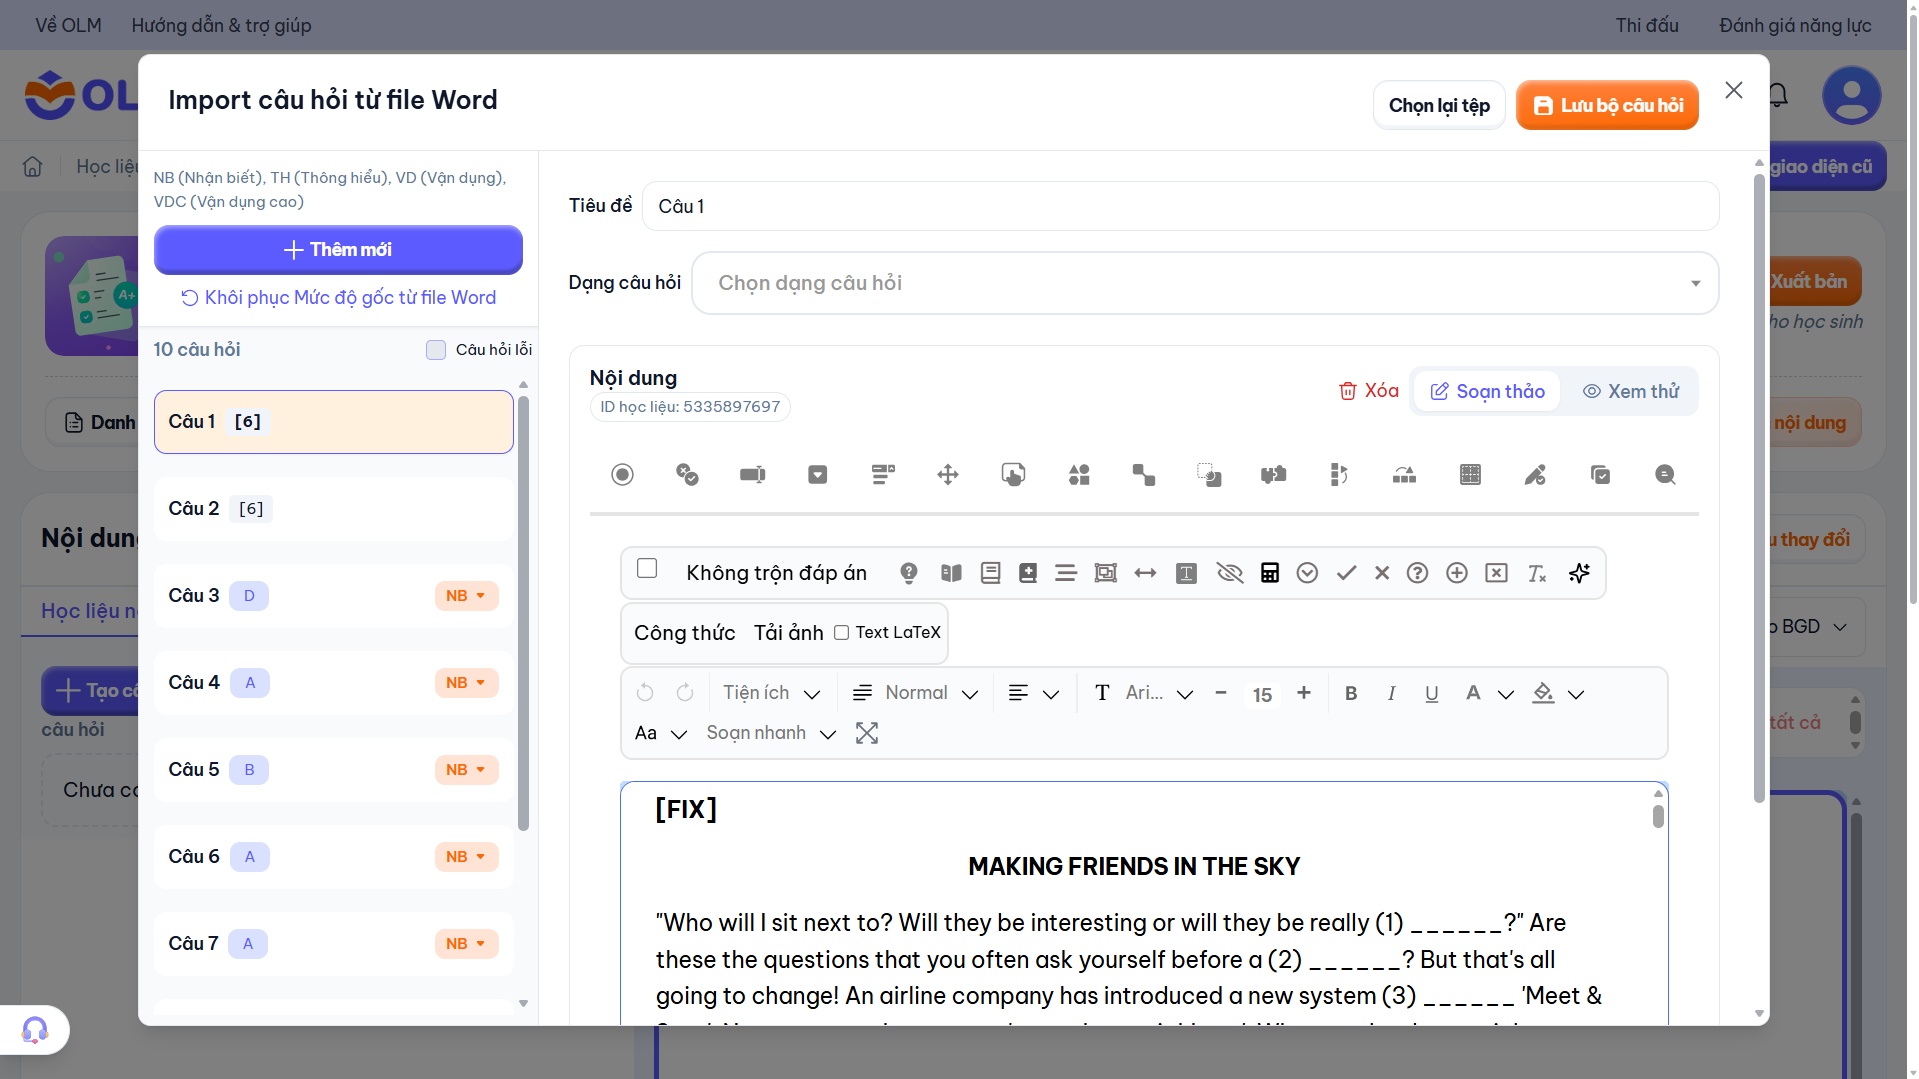 Về OLM
Hướng dẫn & trợ giúp
Thi đấu
Đánh giá năng lực
Import câu hỏi từ file Word
Chọn lại tệp
Lưu bộ câu hỏi
giao diện cũ
NB (Nhận biết), TH (Thông hiểu), VD (Vận dụng),
VDC (Vận dụng cao)
Thêm mới
Khôi phục Mức độ gốc từ file Word
10 câu hỏi
Câu hỏi lỗi
Câu 1 [6]
Câu 2 [6]
Câu 3 D NB
Câu 4 A NB
Câu 5 B NB
Câu 6 A NB
Câu 7 A NB
Tiêu đề
Câu 1
Dạng câu hỏi
Chọn dạng câu hỏi
Nội dung
ID học liệu: 5335897697
Xóa
Soạn thảo
Xem thử
Không trộn đáp án
Công thức
Tải ảnh
Text LaTeX
Tiện ích
Normal
Ari...
15
B I U A
Aa
Soạn nhanh
[FIX]
MAKING FRIENDS IN THE SKY
"Who will I sit next to? Will they be interesting or will they be really (1) ______?" Are
these the questions that you often ask yourself before a (2) ______? But that's all
going to change! An airline company has introduced a new system (3) ______ 'Meet &
Danh
câu hỏi
Xuất bản
ho học sinh
nội dung
thay đổi
BGD
tất cả